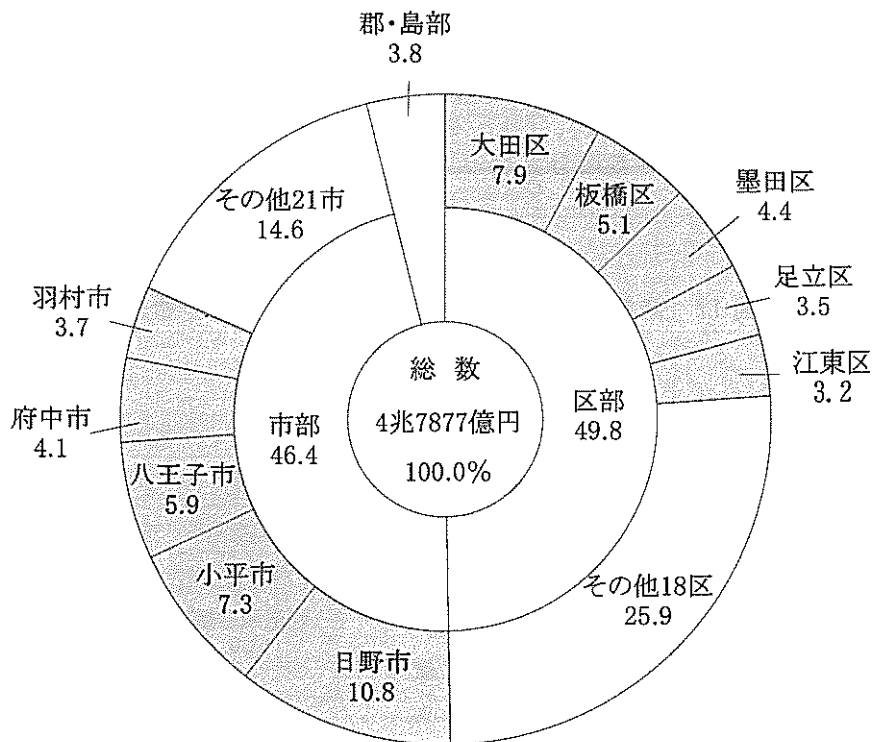 郡・島部
3.8
大田区
7.9
板橋区
5.1
墨田区
4.4
足立区
3.5
江東区
3.2
その他18区
25.9
日野市
10.8
小平市
7.3
八王子市
5.9
府中市
4.1
羽村市
3.7
その他21市
14.6
総数
4兆7877億円
100.0%
区部
49.8
市部
46.4